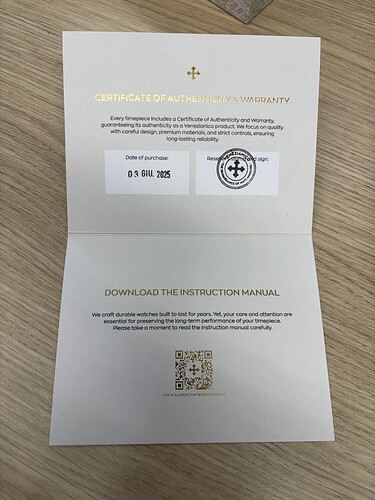 CERTIFICATE OF AUTHENTICITY & WARRANTY
Every timepiece includes a Certificate of Authenticity and Warranty,
guaranteeing its authenticity as a Venezianico product. We focus on quality
with careful design, premium materials, and strict controls, ensuring
long-lasting reliability.
Date of purchase:
03 GIU. 2025
sign:
DOWNLOAD THE INSTRUCTION MANUAL
We craft durable watches built to last for years. Yet, your care and attention are
essential for preserving the long-term performance of your timepiece.
Please take a moment to read the instruction manual carefully.